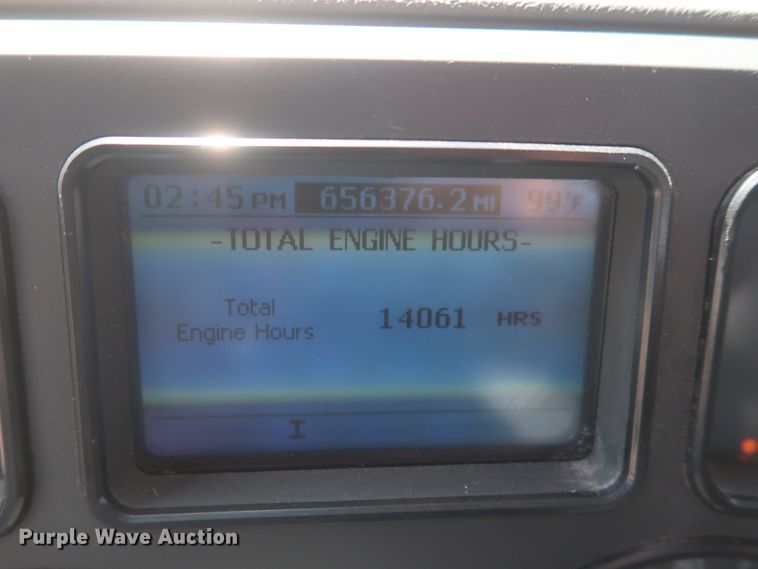 02:45 PM 656376.2 MI 99°F
-TOTAL ENGINE HOURS-
Total
Engine Hours 14061 HRS
I
Purple Wave Auction